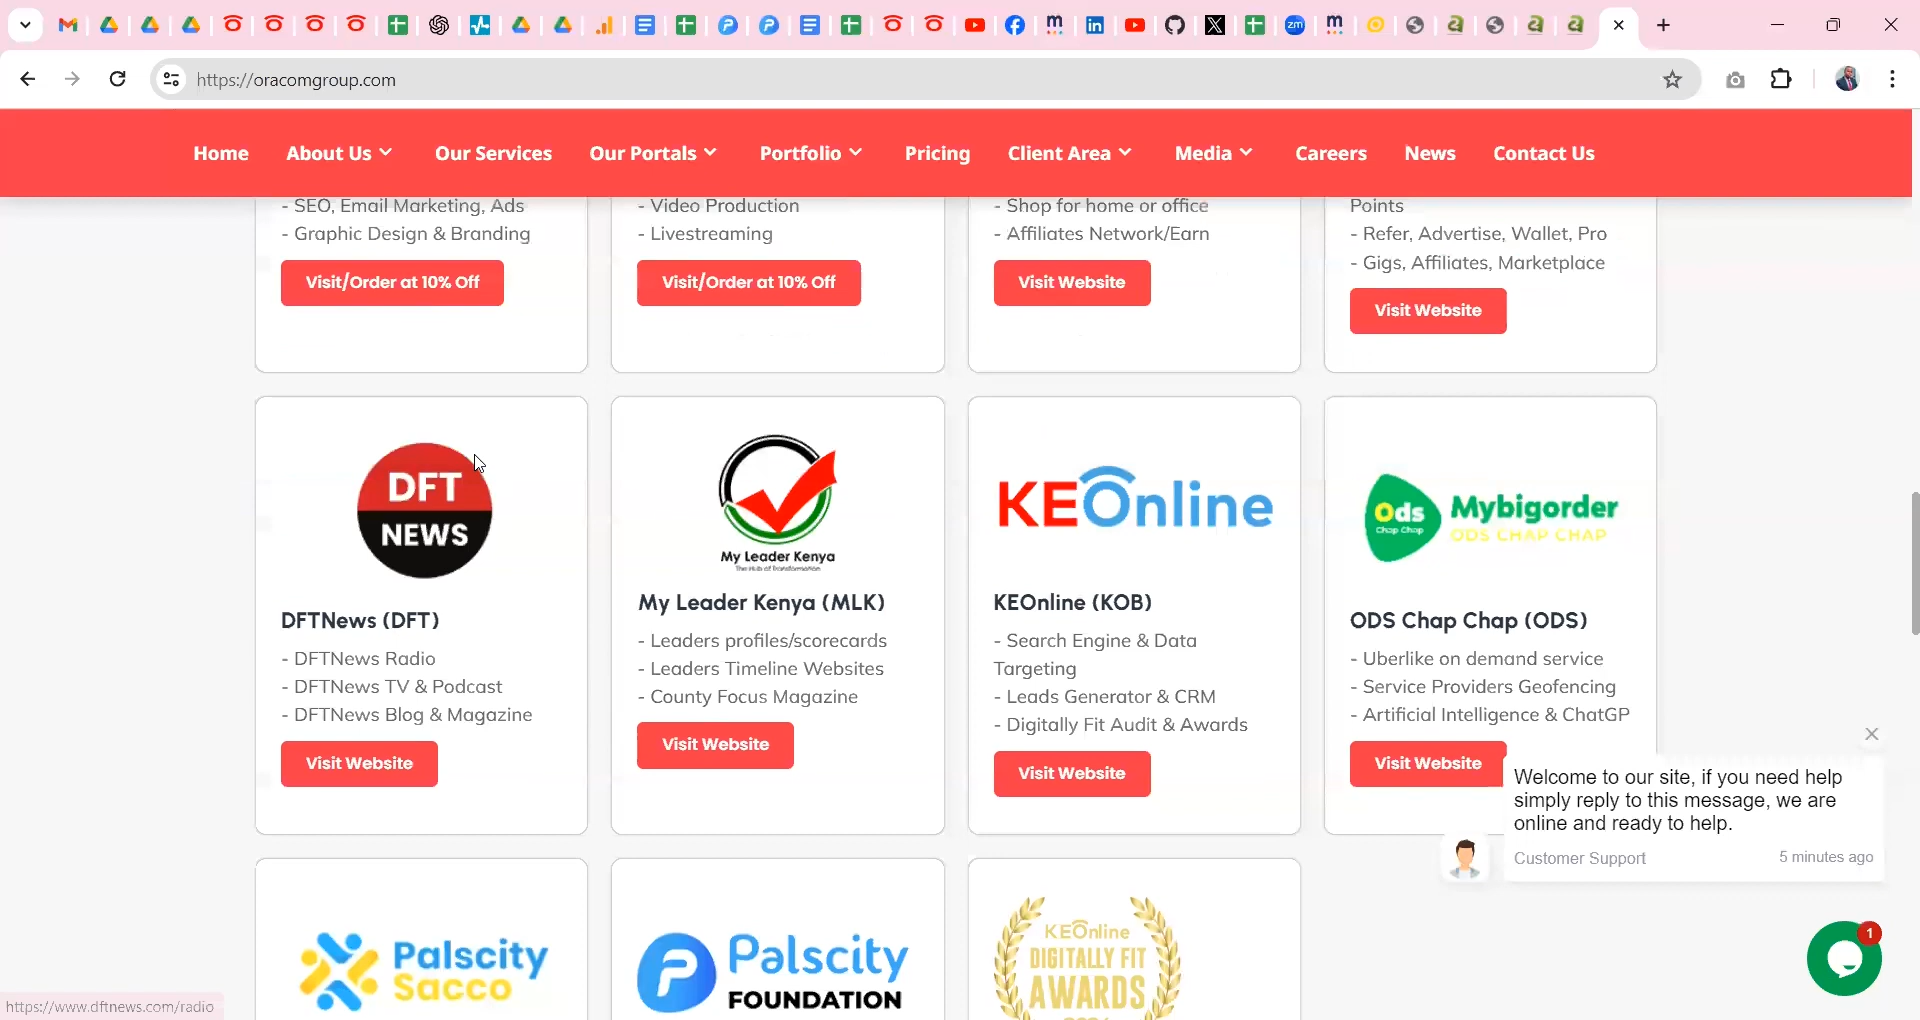 https://oracomgroup.com
Home About Us Our Services Our Portals Portfolio Pricing Client Area Media Careers News Contact Us
- SEO, Email Marketing, Ads
- Graphic Design & Branding
Visit/Order at 10% Off
- Video Production
- Livestreaming
Visit/Order at 10% Off
- Shop for home or office
- Affiliates Network/Earn
Visit Website
Points
- Refer, Advertise, Wallet, Pro
- Gigs, Affiliates, Marketplace
Visit Website
DFT
NEWS
DFTNews (DFT)
- DFTNews Radio
- DFTNews TV & Podcast
- DFTNews Blog & Magazine
Visit Website
My Leader Kenya
The Hub of Transformation
My Leader Kenya (MLK)
- Leaders profiles/scorecards
- Leaders Timeline Websites
- County Focus Magazine
Visit Website
KEOnline
KEOnline (KOB)
- Search Engine & Data
Targeting
- Leads Generator & CRM
- Digitally Fit Audit & Awards
Visit Website
Ods
Chap Chap
Mybigorder
ODS CHAP CHAP
ODS Chap Chap (ODS)
- Uberlike on demand service
- Service Providers Geofencing
- Artificial Intelligence & ChatGP
Visit Website
Welcome to our site, if you need help
simply reply to this message, we are
online and ready to help.
Customer Support 5 minutes ago
1
Palscity
Sacco
Palscity
FOUNDATION
KEOnline
DIGITALLY FIT
AWARDS
https://www.dftnews.com/radio